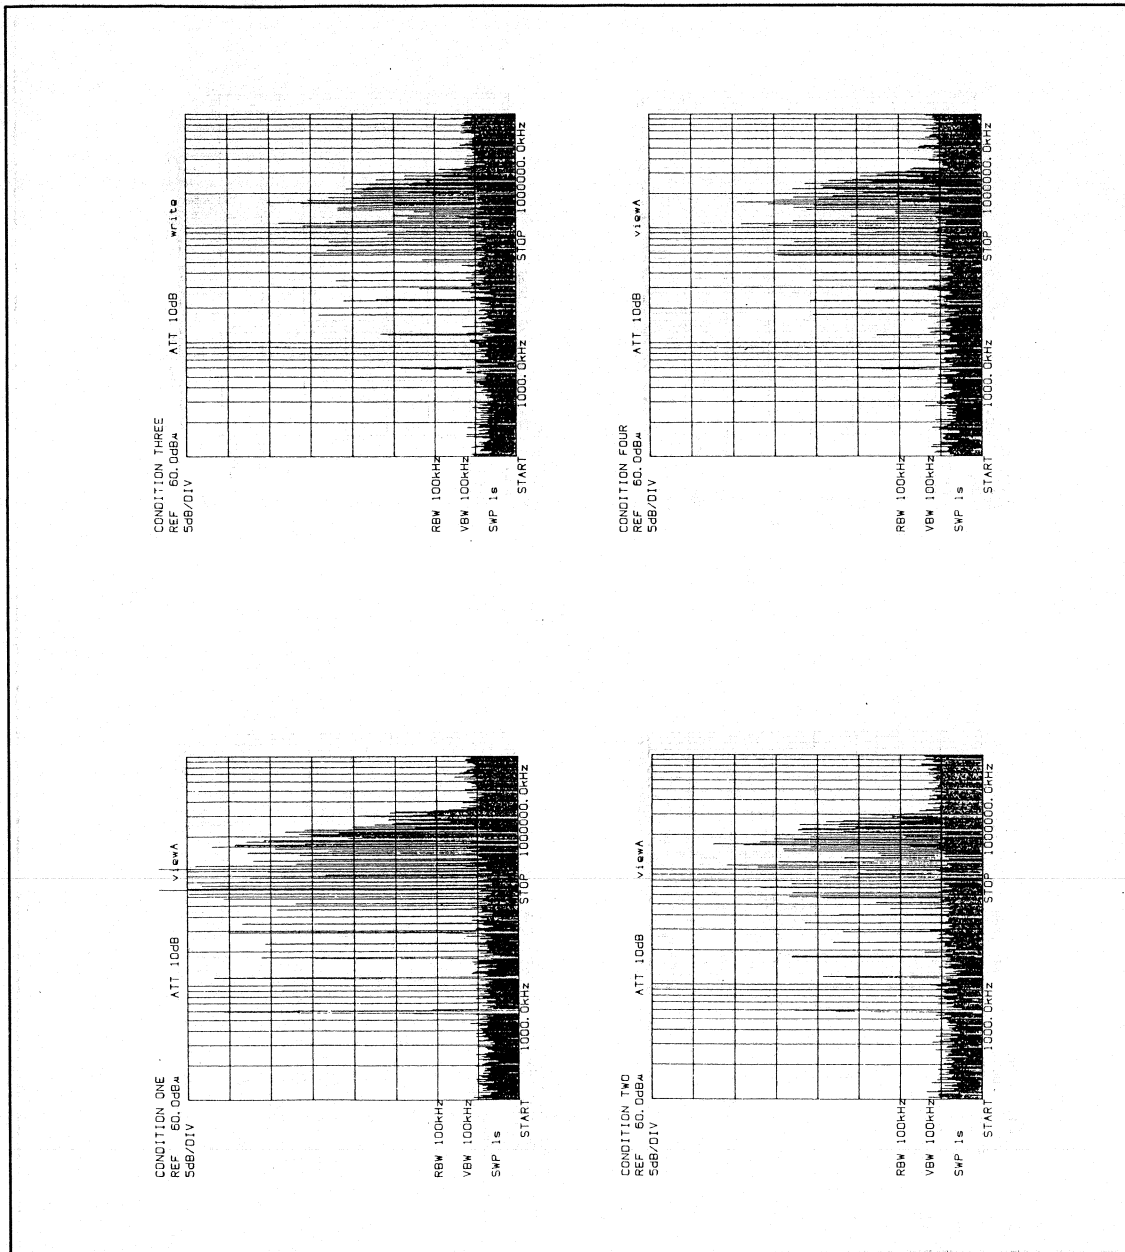 CONDITION ONE
REF 60.0dBμ ATT 10dB viewA
5dB/DIV
RBW 100kHz
VBW 100kHz
SWP 1s
START 1000.0kHz STOP 1000000.0kHz
CONDITION THREE
REF 60.0dBμ ATT 10dB write
5dB/DIV
RBW 100kHz
VBW 100kHz
SWP 1s
START 1000.0kHz STOP 1000000.0kHz
CONDITION TWO
REF 60.0dBμ ATT 10dB viewA
5dB/DIV
RBW 100kHz
VBW 100kHz
SWP 1s
START 1000.0kHz STOP 1000000.0kHz
CONDITION FOUR
REF 60.0dBμ ATT 10dB viewA
5dB/DIV
RBW 100kHz
VBW 100kHz
SWP 1s
START 1000.0kHz STOP 1000000.0kHz